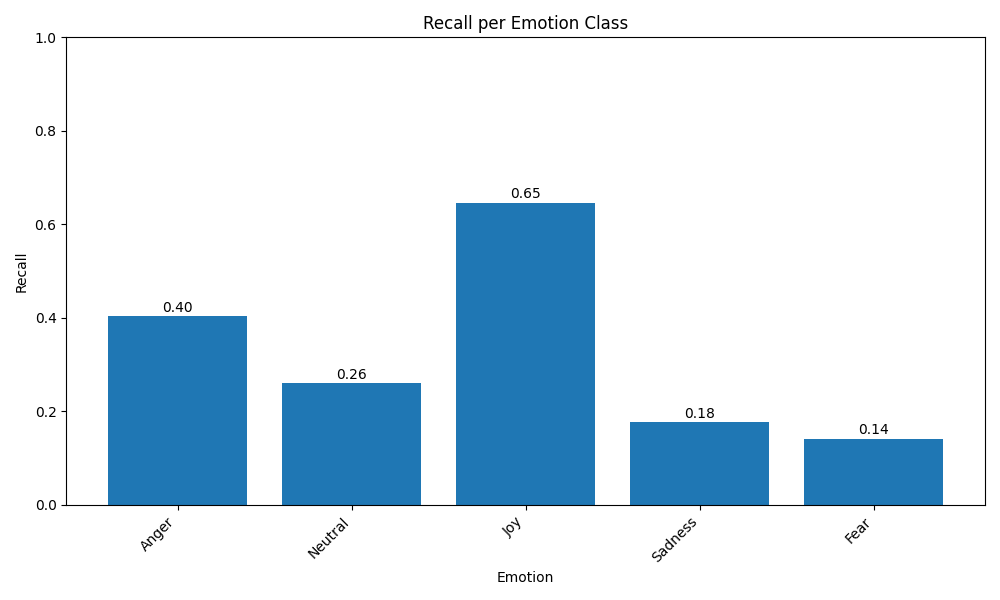 Recall per Emotion Class
1.0
0.8
0.6
0.4
0.2
0.0
Recall
0.40
0.26
0.65
0.18
0.14
Anger
Neutral
Joy
Sadness
Fear
Emotion